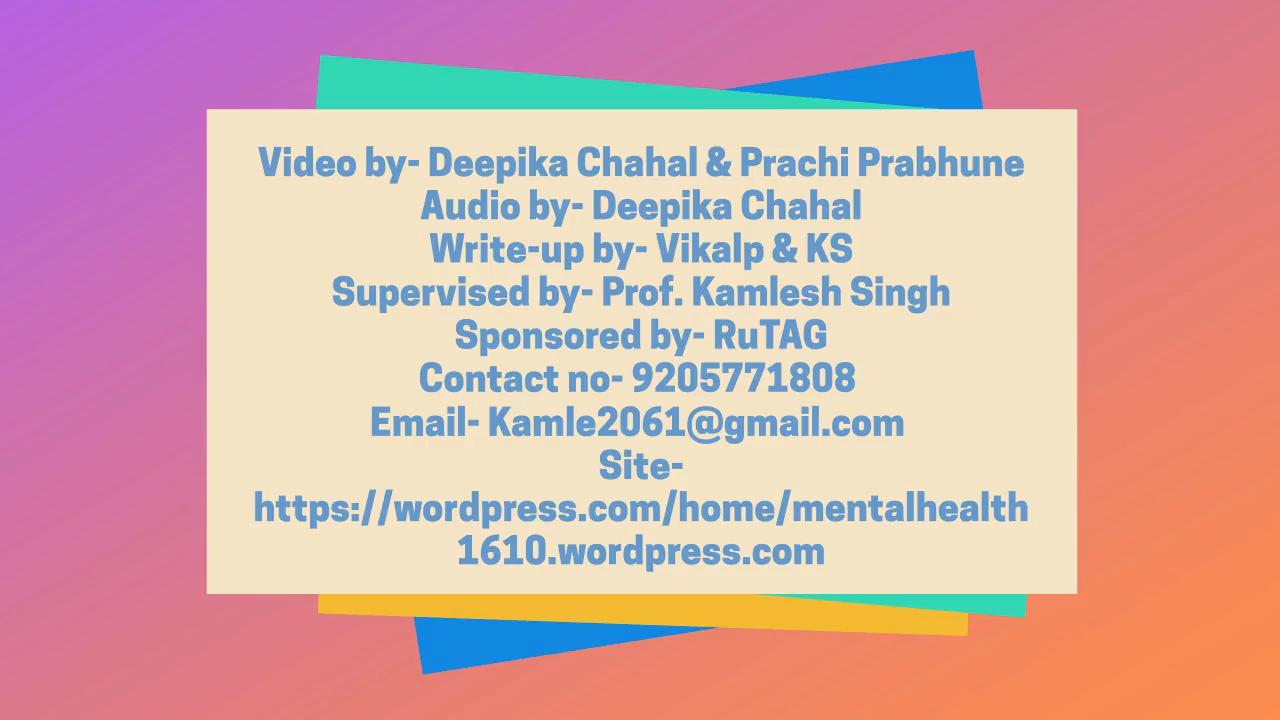 Video by- Deepika Chahal & Prachi Prabhune
Audio by- Deepika Chahal
Write-up by- Vikalp & KS
Supervised by- Prof. Kamlesh Singh
Sponsored by- RuTAG
Contact no- 9205771808
Email- Kamle2061@gmail.com
Site-
https://wordpress.com/home/mentalhealth
1610.wordpress.com